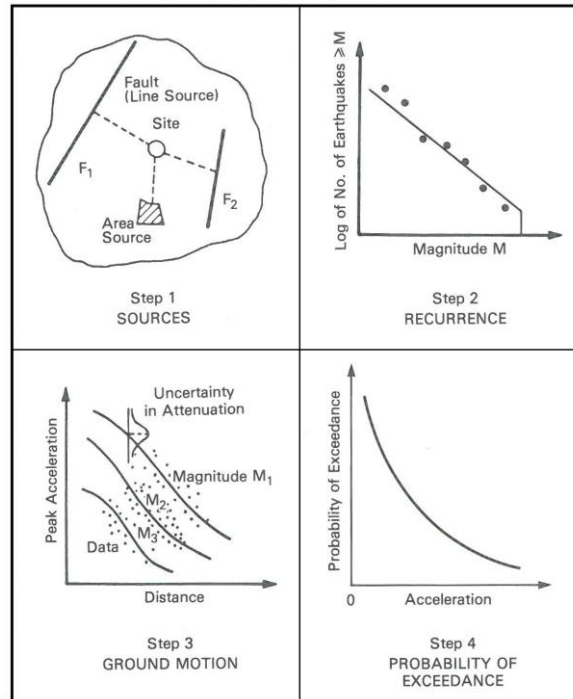 Fault
(Line Source)
Site
F1
F2
Area
Source
Step 1
SOURCES
Log of No. of Earthquakes ≥ M
Magnitude M
Step 2
RECURRENCE
Peak Acceleration
Uncertainty
in Attenuation
Magnitude M1
M2
M3
Data
Distance
Step 3
GROUND MOTION
Probability of Exceedance
0
Acceleration
Step 4
PROBABILITY OF
EXCEEDANCE